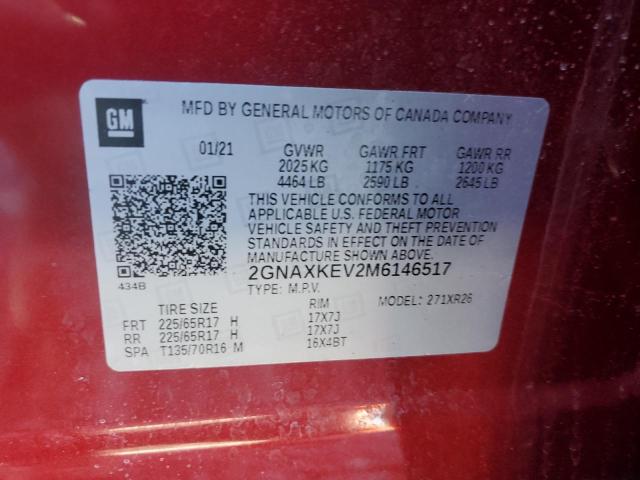 GM
MFD BY GENERAL MOTORS OF CANADA COMPANY
01/21 GVWR GAWR FRT GAWR RR
2025 KG 1175 KG 1200 KG
4464 LB 2590 LB 2645 LB
THIS VEHICLE CONFORMS TO ALL
APPLICABLE U.S. FEDERAL MOTOR
VEHICLE SAFETY AND THEFT PREVENTION
STANDARDS IN EFFECT ON THE DATE OF
MANUFACTURE SHOWN ABOVE.
434B
2GNAXKEV2M6146517
TYPE: M.P.V. MODEL: 271XR26
TIRE SIZE RIM
FRT 225/65R17 H 17X7J
RR 225/65R17 H 17X7J
SPA T135/70R16 M 16X4BT